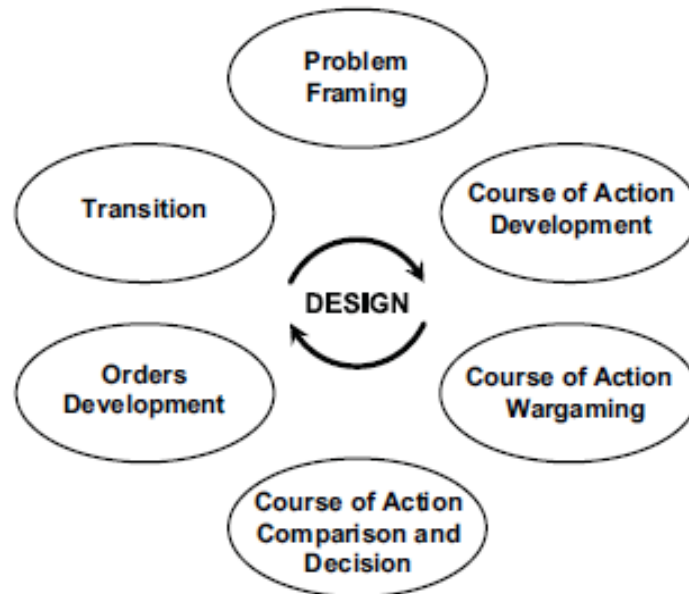 Problem
Framing
Course of Action
Development
Course of Action
Wargaming
Course of Action
Comparison and
Decision
Orders
Development
Transition
DESIGN